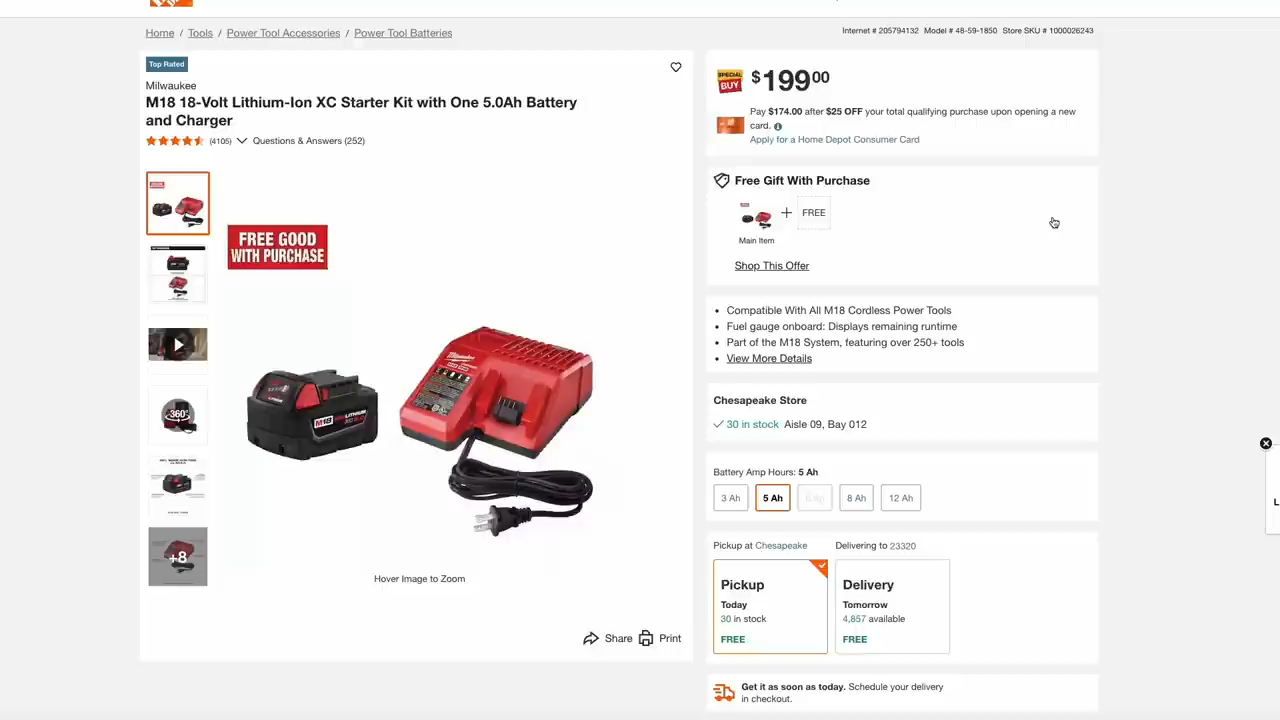 Home / Tools / Power Tool Accessories / Power Tool Batteries
Internet # 205794132 Model # 48-59-1850 Store SKU # 1000026243
Top Rated
Milwaukee
M18 18-Volt Lithium-Ion XC Starter Kit with One 5.0Ah Battery
and Charger
(4105) Questions & Answers (252)
FREE GOOD
WITH PURCHASE
Milwaukee
M18
360°
+8
Hover Image to Zoom
Share Print
SPECIAL
BUY
$199 00
Pay $174.00 after $25 OFF your total qualifying purchase upon opening a new
card.
Apply for a Home Depot Consumer Card
Free Gift With Purchase
+ FREE
Main Item
Shop This Offer
Compatible With All M18 Cordless Power Tools
Fuel gauge onboard: Displays remaining runtime
Part of the M18 System, featuring over 250+ tools
View More Details
Chesapeake Store
30 in stock Aisle 09, Bay 012
Battery Amp Hours: 5 Ah
3 Ah 5 Ah 8 Ah 12 Ah
Pickup at Chesapeake Delivering to 23320
Pickup
Today
30 in stock
FREE
Delivery
Tomorrow
4,857 available
FREE
Get it as soon as today. Schedule your delivery
in checkout.
L